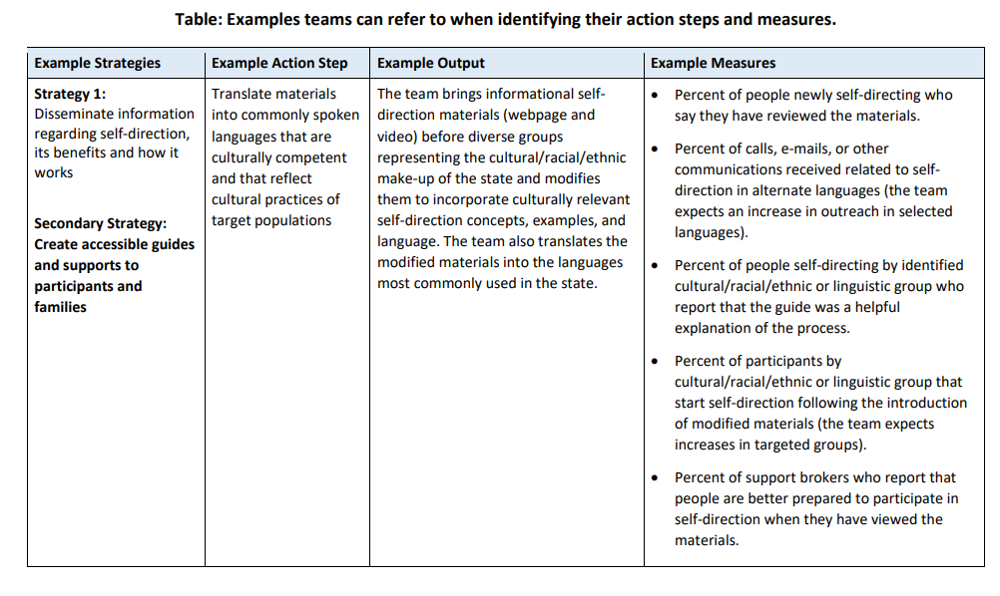 Table: Examples teams can refer to when identifying their action steps and measures.
Example Strategies
Example Action Step
Example Output
Example Measures
Strategy 1:
Disseminate information
regarding self-direction,
its benefits and how it
works
Secondary Strategy:
Create accessible guides
and supports to
participants and
families
Translate materials
into commonly spoken
languages that are
culturally competent
and that reflect
cultural practices of
target populations
The team brings informational self-
direction materials (webpage and
video) before diverse groups
representing the cultural/racial/ethnic
make-up of the state and modifies
them to incorporate culturally relevant
self-direction concepts, examples, and
language. The team also translates the
modified materials into the languages
most commonly used in the state.
• Percent of people newly self-directing who
say they have reviewed the materials.
• Percent of calls, e-mails, or other
communications received related to self-
direction in alternate languages (the team
expects an increase in outreach in selected
languages).
• Percent of people self-directing by identified
cultural/racial/ethnic or linguistic group who
report that the guide was a helpful
explanation of the process.
• Percent of participants by
cultural/racial/ethnic or linguistic group that
start self-direction following the introduction
of modified materials (the team expects
increases in targeted groups).
• Percent of support brokers who report that
people are better prepared to participate in
self-direction when they have viewed the
materials.